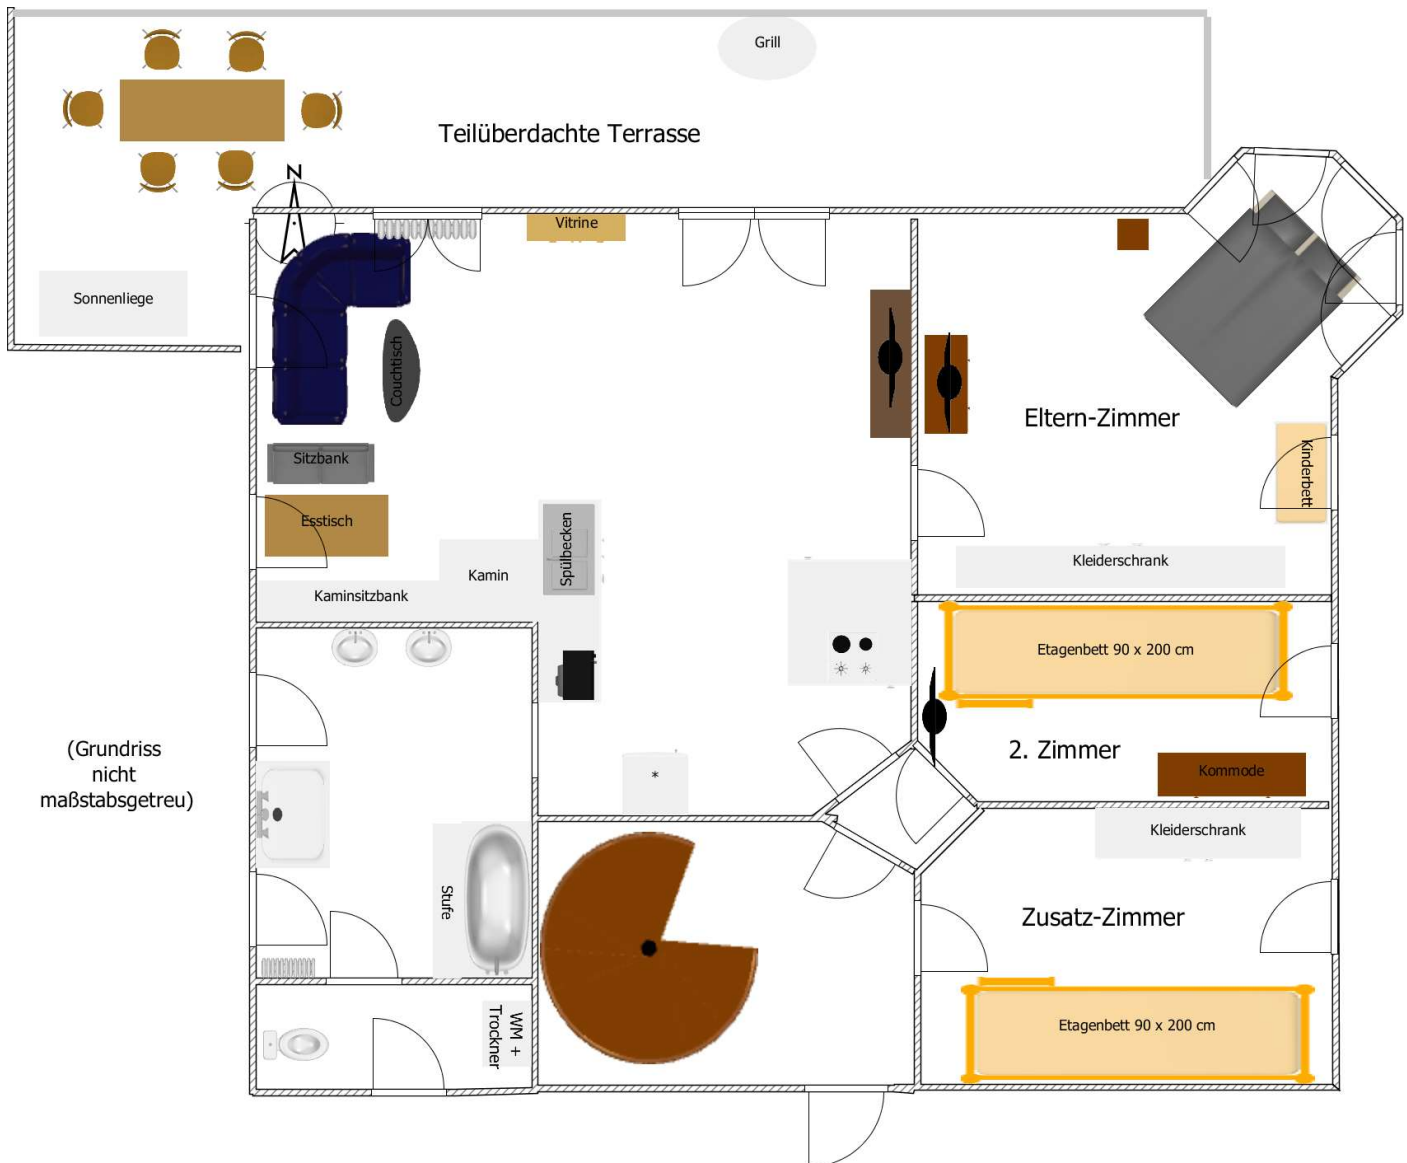 Grill
Teilüberdachte Terrasse
N
Vitrine
Sonnenliege
Couchtisch
Eltern-Zimmer
Sitzbank
Kinderbett
Esstisch
Spülbecken
Kamin
Kleiderschrank
Kaminsitzbank
Etagenbett 90 x 200 cm
(Grundriss
nicht
maßstabsgetreu)
2. Zimmer
Kommode
*
Kleiderschrank
Stufe
Zusatz-Zimmer
WM +
Trockner
Etagenbett 90 x 200 cm